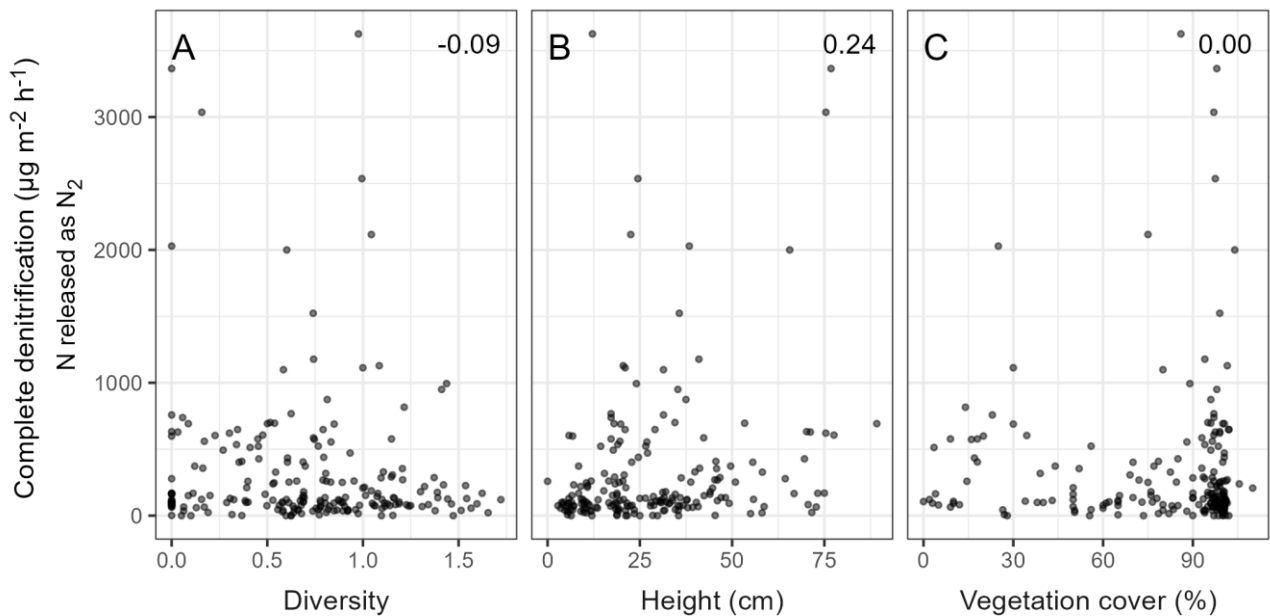 Complete denitrification (µg m⁻² h⁻¹)
N released as N₂
A -0.09
B 0.24
C 0.00
3000
2000
1000
0
0.0 0.5 1.0 1.5
0 25 50 75
0 30 60 90
Diversity
Height (cm)
Vegetation cover (%)